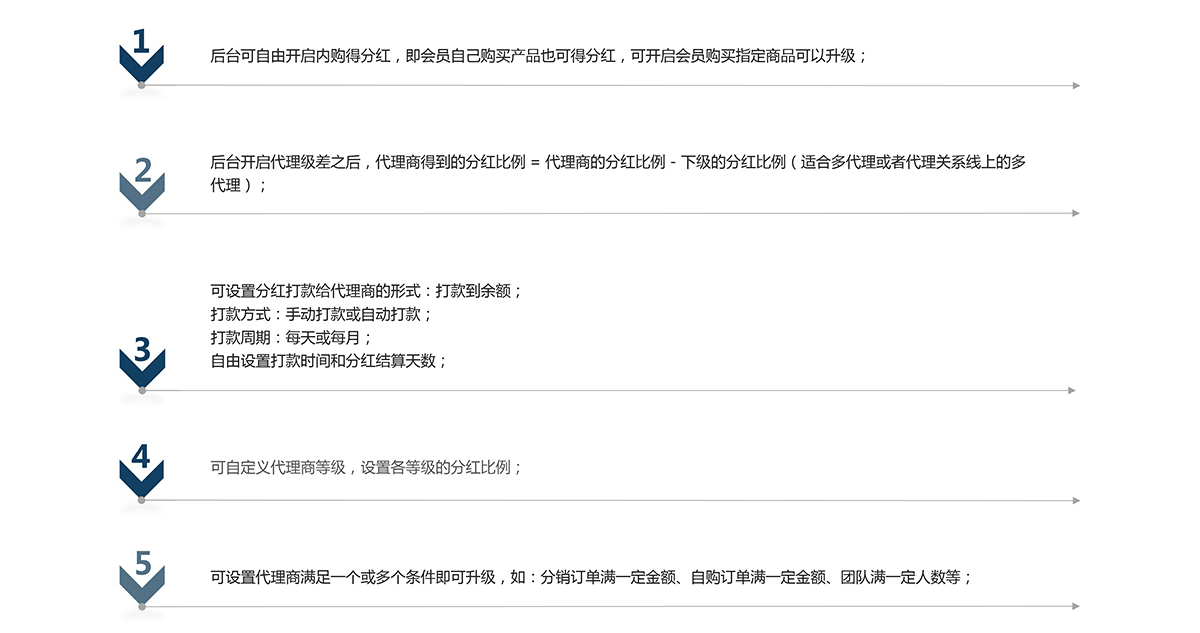 1
后台可自由开启内购得分红，即会员自己购买产品也可得分红，可开启会员购买指定商品可以升级；
2
后台开启代理级差之后，代理商得到的分红比例 = 代理商的分红比例 - 下级的分红比例（适合多代理或者代理关系线上的多
代理）；
可设置分红打款给代理商的形式：打款到余额；
打款方式：手动打款或自动打款；
打款周期：每天或每月；
3
自由设置打款时间和分红结算天数；
4
可自定义代理商等级，设置各等级的分红比例；
5
可设置代理商满足一个或多个条件即可升级，如：分销订单满一定金额、自购订单满一定金额、团队满一定人数等；